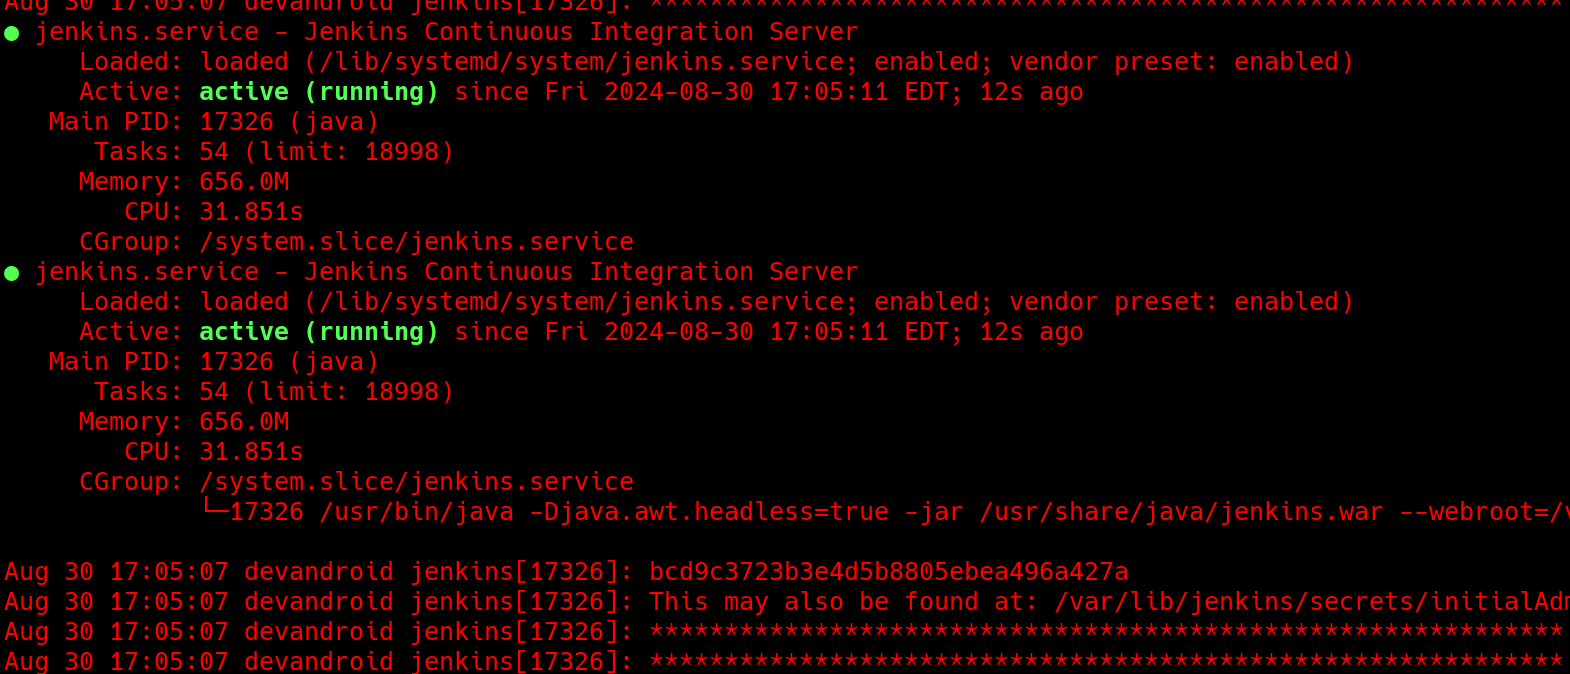 Aug 30 17:05:07 devandroid jenkins[17326]: *************************************************************
● jenkins.service - Jenkins Continuous Integration Server
     Loaded: loaded (/lib/systemd/system/jenkins.service; enabled; vendor preset: enabled)
     Active: active (running) since Fri 2024-08-30 17:05:11 EDT; 12s ago
   Main PID: 17326 (java)
      Tasks: 54 (limit: 18998)
     Memory: 656.0M
        CPU: 31.851s
     CGroup: /system.slice/jenkins.service
● jenkins.service - Jenkins Continuous Integration Server
     Loaded: loaded (/lib/systemd/system/jenkins.service; enabled; vendor preset: enabled)
     Active: active (running) since Fri 2024-08-30 17:05:11 EDT; 12s ago
   Main PID: 17326 (java)
      Tasks: 54 (limit: 18998)
     Memory: 656.0M
        CPU: 31.851s
     CGroup: /system.slice/jenkins.service
             └─17326 /usr/bin/java -Djava.awt.headless=true -jar /usr/share/java/jenkins.war --webroot=/v

Aug 30 17:05:07 devandroid jenkins[17326]: bcd9c3723b3e4d5b8805ebea496a427a
Aug 30 17:05:07 devandroid jenkins[17326]: This may also be found at: /var/lib/jenkins/secrets/initialAdm
Aug 30 17:05:07 devandroid jenkins[17326]: *************************************************************
Aug 30 17:05:07 devandroid jenkins[17326]: *************************************************************